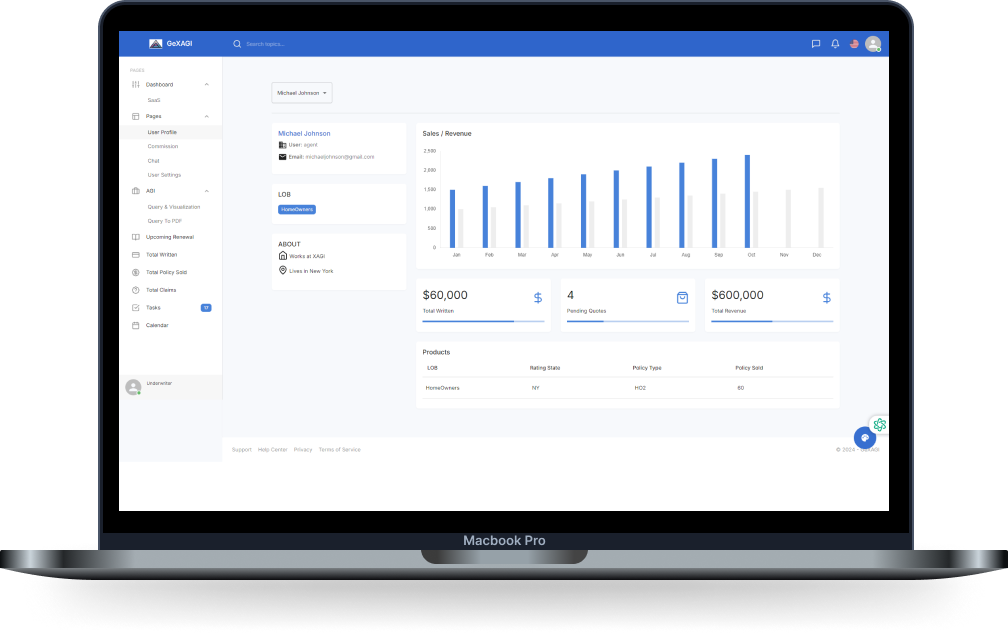 GeXAGI
Search topics...
PAGES
Dashboard
SaaS
Pages
User Profile
Commission
Chat
User Settings
AGI
Query & Visualization
Query To PDF
Upcoming Renewal
Total Written
Total Policy Sold
Total Claims
Tasks
17
Calendar
Underwriter
Michael Johnson
Michael Johnson
User: agent
Email: michaeljohnson@gmail.com
LOB
HomeOwners
ABOUT
Works at XAGI
Lives in New York
Sales / Revenue
2,500
2,000
1,500
1,000
500
0
Jan Feb Mar Apr May Jun Jul Aug Sep Oct Nov Dec
$60,000
Total Written
4
Pending Quotes
$600,000
Total Revenue
Products
LOB Rating State Policy Type Policy Sold
HomeOwners NY HO2 60
Support Help Center Privacy Terms of Service
© 2024 - GeXAGI
Macbook Pro